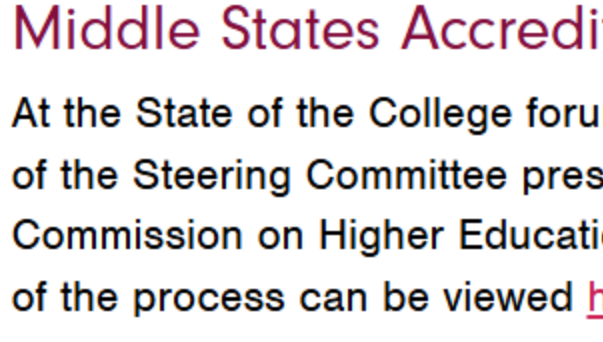 Middle States Accredi
At the State of the College foru
of the Steering Committee pres
Commission on Higher Educati
of the process can be viewed h